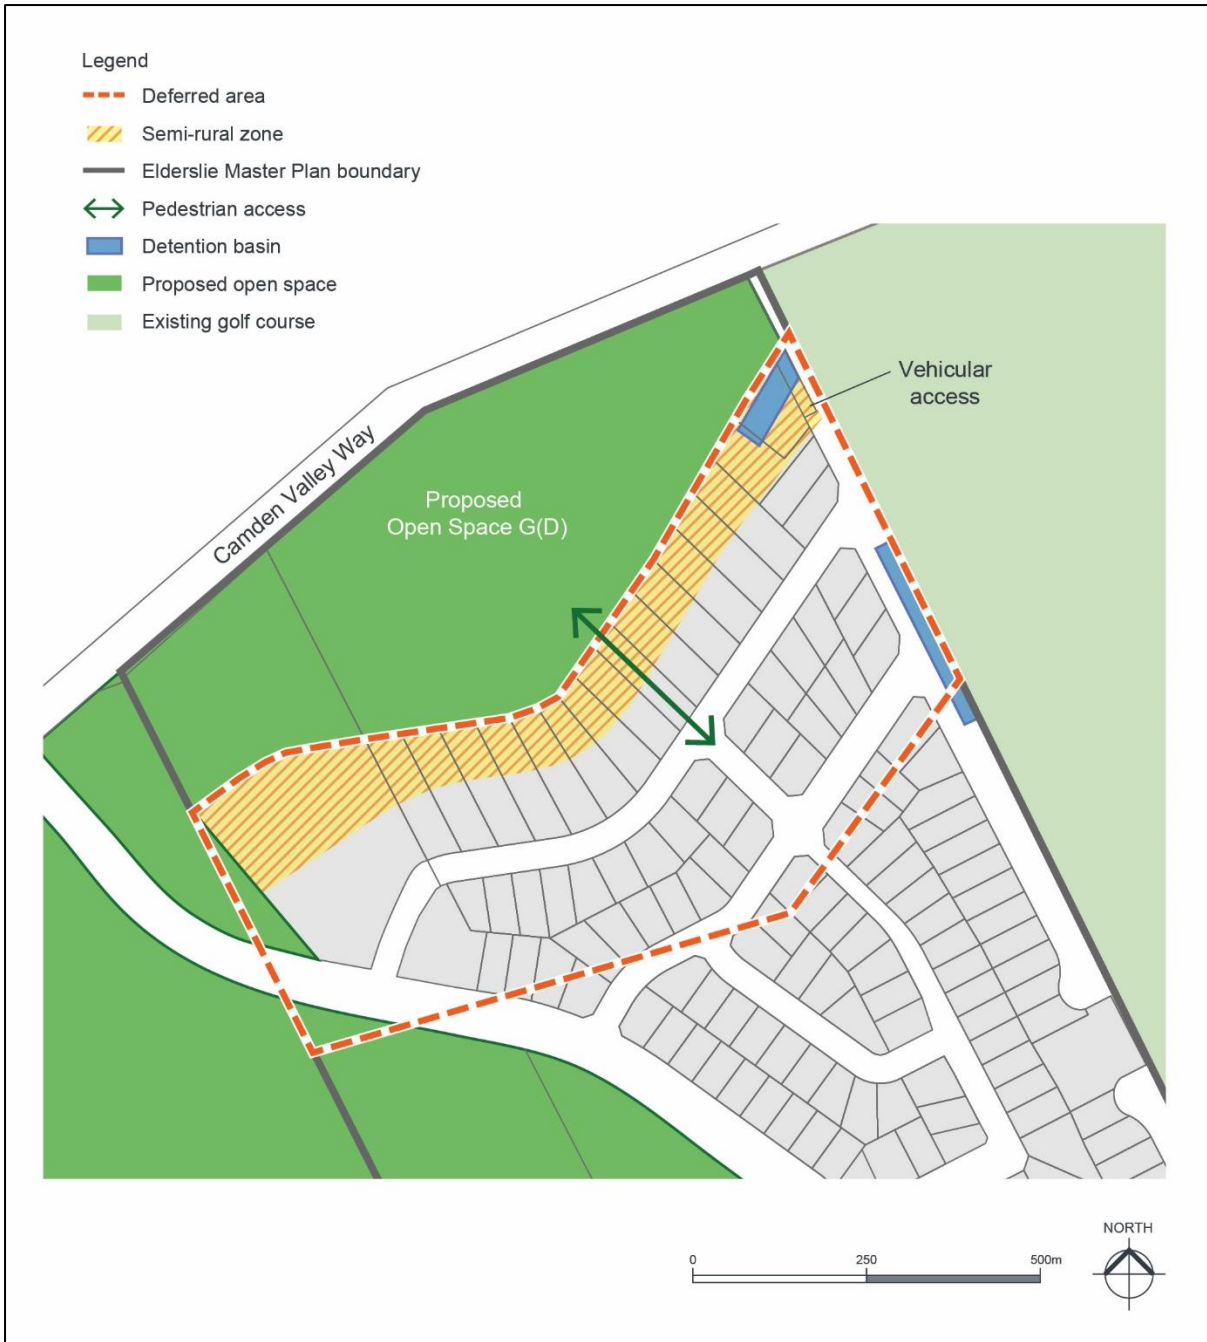 Legend
Deferred area
Semi-rural zone
Elderslie Master Plan boundary
Pedestrian access
Detention basin
Proposed open space
Existing golf course
Vehicular
access
Camden Valley Way
Proposed
Open Space G(D)
NORTH
0 250 500m